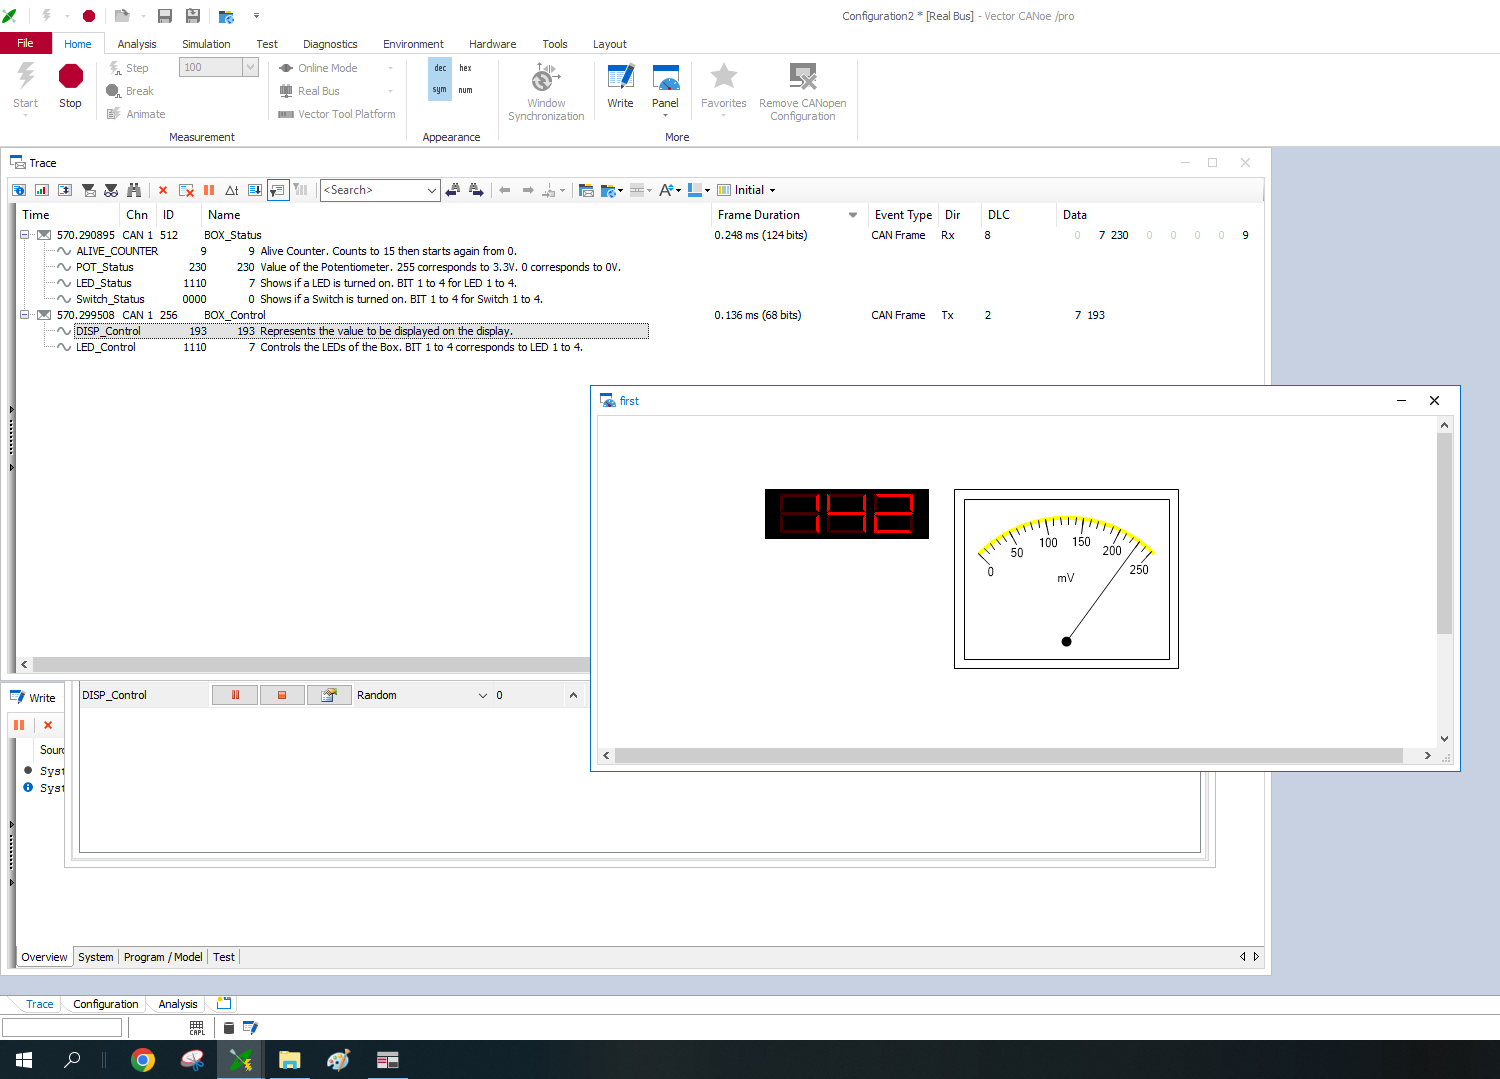 Configuration2 * [Real Bus] - Vector CANoe /pro
File Home Analysis Simulation Test Diagnostics Environment Hardware Tools Layout
Start
Stop
Step
Break
Animate
100
Online Mode
Real Bus
Vector Tool Platform
dec hex
sym num
Window Synchronization
Write
Panel
Favorites
Remove CANopen Configuration
Measurement Appearance More
Trace
<Search> Δt A Initial
Time Chn ID Name Frame Duration Event Type Dir DLC Data
570.290895 CAN 1 512 BOX_Status 0.248 ms (124 bits) CAN Frame Rx 8 0 7 230 0 0 0 0 9
ALIVE_COUNTER 9 9 Alive Counter. Counts to 15 then starts again from 0.
POT_Status 230 230 Value of the Potentiometer. 255 corresponds to 3.3V. 0 corresponds to 0V.
LED_Status 1110 7 Shows if a LED is turned on. BIT 1 to 4 for LED 1 to 4.
Switch_Status 0000 0 Shows if a Switch is turned on. BIT 1 to 4 for Switch 1 to 4.
570.299508 CAN 1 256 BOX_Control 0.136 ms (68 bits) CAN Frame Tx 2 7 193
DISP_Control 193 193 Represents the value to be displayed on the display.
LED_Control 1110 7 Controls the LEDs of the Box. BIT 1 to 4 corresponds to LED 1 to 4.
first
142
0 50 100 150 200 250
mV
Write
DISP_Control Random 0
Sourc
Syst
Syst
Overview System Program / Model Test
Trace Configuration Analysis
CAPL